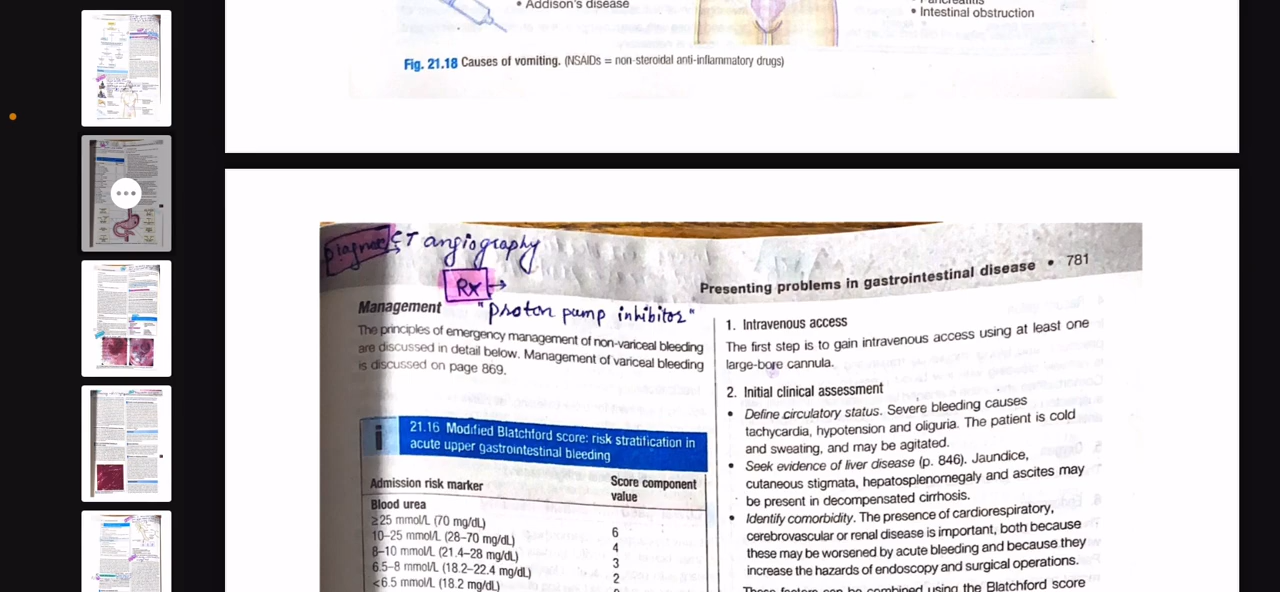 • Addison's disease
• Intestinal obstruction
Fig. 21.18 Causes of vomiting. (NSAIDs = non-steroidal anti-inflammatory drugs)
CT angiography
Rx →
"proton pump inhibitor"
Presenting problems in gastrointestinal disease • 781
Management
The principles of emergency management of non-variceal bleeding
are discussed in detail below. Management of variceal bleeding
is discussed on page 869.
21.16 Modified Blatchford score: risk stratification in
acute upper gastrointestinal bleeding
Admission risk marker
Score component
value
Blood urea
≥25 mmol/L (70 mg/dL) 6
10–25 mmol/L (28–70 mg/dL) 4
8–10 mmol/L (21.4–28 mg/dL) 3
6.5–8 mmol/L (18.2–22.4 mg/dL) 2
<6.5 mmol/L (18.2 mg/dL)
1. Intravenous access
The first step is to gain intravenous access using at least one
large-bore cannula.
2. Initial clinical assessment
• Define circulatory status. Severe bleeding causes
tachycardia, hypotension and oliguria. The patient is cold
and sweating, and may be agitated.
• Seek evidence of liver disease (p. 846). Jaundice,
cutaneous stigmata, hepatosplenomegaly and ascites may
be present in decompensated cirrhosis.
• Identify comorbidity. The presence of cardiorespiratory,
cerebrovascular or renal disease is important, both because
these may be worsened by acute bleeding and because they
increase the hazards of endoscopy and surgical operations.
These factors can be combined using the Blatchford score